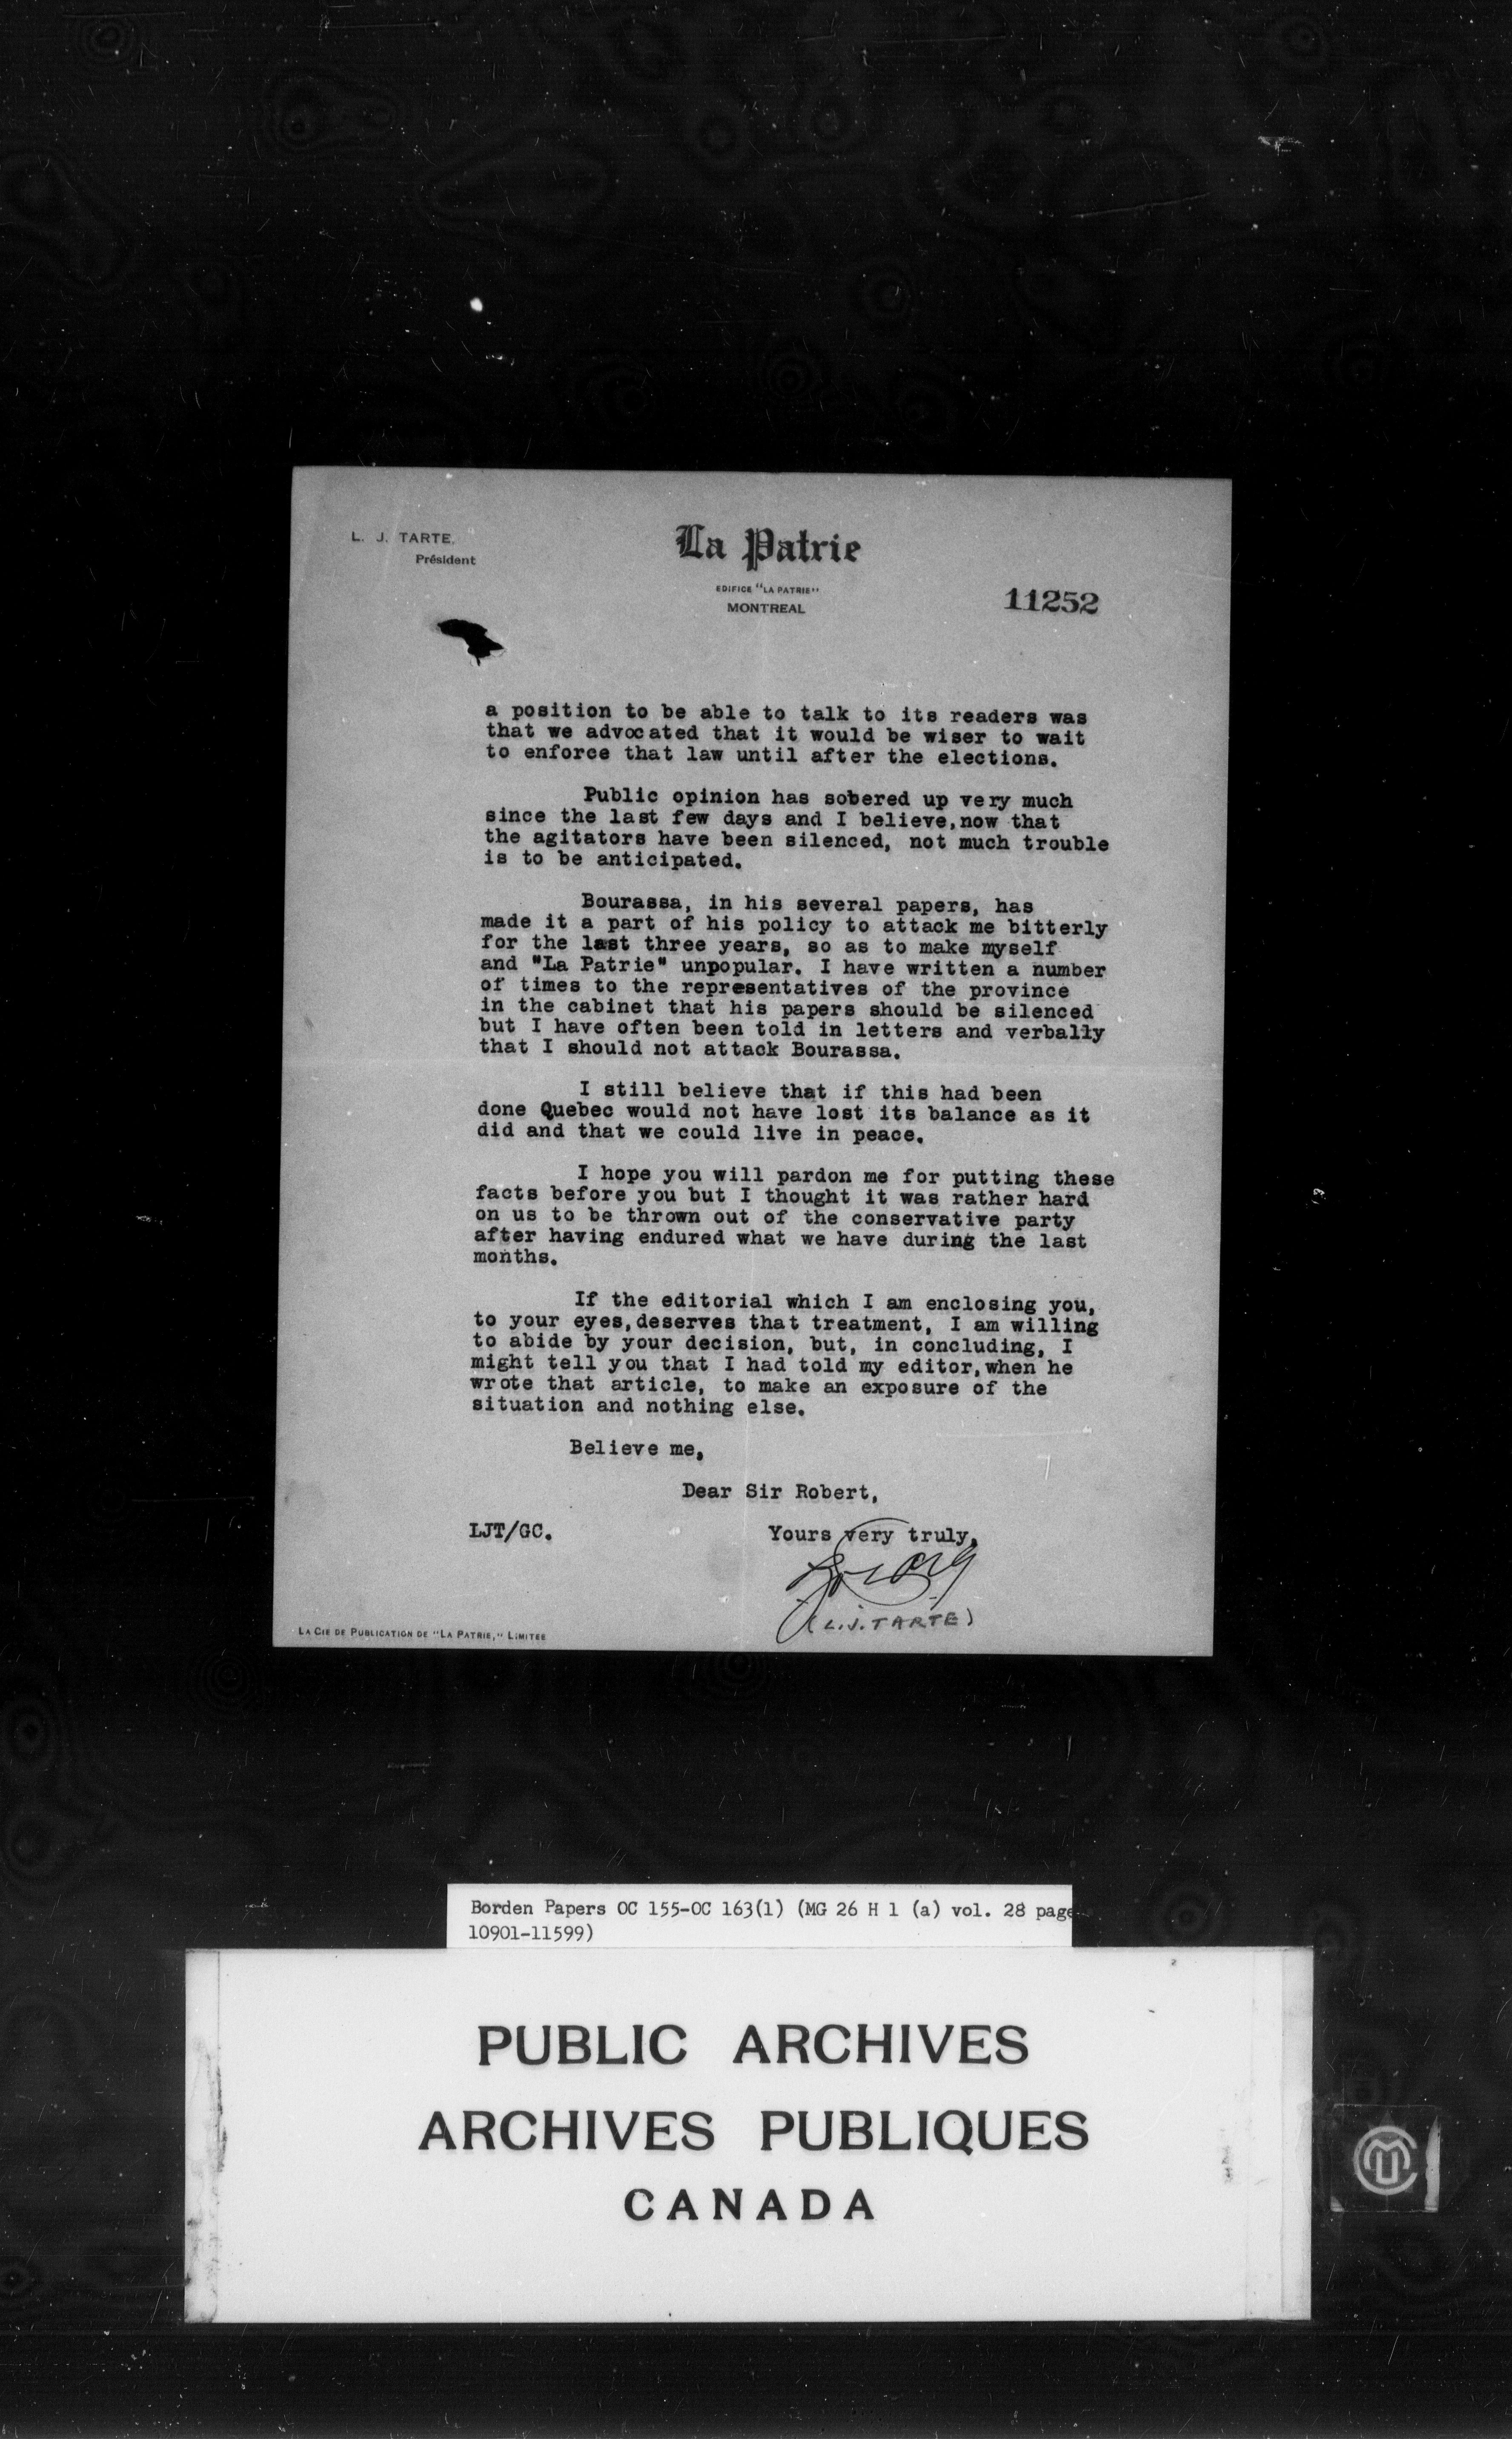 L. J. TARTE.
Président
La Patrie
EDIFICE "LA PATRIE"
MONTREAL
11252
a position to be able to talk to its readers was
that we advocated that it would be wiser to wait
to enforce that law until after the elections.
Public opinion has sobered up very much
since the last few days and I believe,now that
the agitators have been silenced, not much trouble
is to be anticipated.
Bourassa, in his several papers, has
made it a part of his policy to attack me bitterly
for the last three years, so as to make myself
and "La Patrie" unpopular. I have written a number
of times to the representatives of the province
in the cabinet that his papers should be silenced
but I have often been told in letters and verbally
that I should not attack Bourassa.
I still believe that if this had been
done Quebec would not have lost its balance as it
did and that we could live in peace.
I hope you will pardon me for putting these
facts before you but I thought it was rather hard
on us to be thrown out of the conservative party
after having endured what we have during the last
months.
If the editorial which I am enclosing you,
to your eyes,deserves that treatment, I am willing
to abide by your decision, but, in concluding, I
might tell you that I had told my editor,when he
wrote that article, to make an exposure of the
situation and nothing else.
Believe me,
Dear Sir Robert,
LJT/GC.
Yours very truly,
(L.J. TARTE)
LA CIE DE PUBLICATION DE "LA PATRIE," LIMITEE
Borden Papers OC 155-OC 163(1) (MG 26 H 1 (a) vol. 28 page
10901-11599)
PUBLIC ARCHIVES
ARCHIVES PUBLIQUES
CANADA